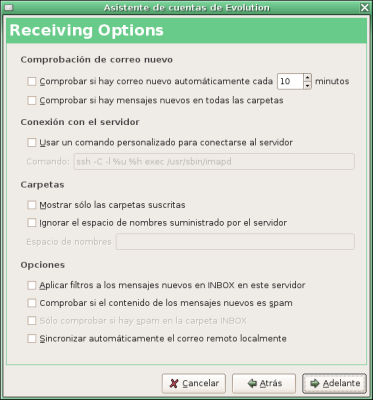 Asistente de cuentas de Evolution
Receiving Options
Comprobación de correo nuevo
Comprobar si hay correo nuevo automáticamente cada 10 minutos
Comprobar si hay mensajes nuevos en todas las carpetas
Conexión con el servidor
Usar un comando personalizado para conectarse al servidor
Comando: ssh -C -l %u %h exec /usr/sbin/imapd
Carpetas
Mostrar sólo las carpetas suscritas
Ignorar el espacio de nombres suministrado por el servidor
Espacio de nombres
Opciones
Aplicar filtros a los mensajes nuevos en INBOX en este servidor
Comprobar si el contenido de los mensajes nuevos es spam
Sólo comprobar si hay spam en la carpeta INBOX
Sincronizar automáticamente el correo remoto localmente
Cancelar Atrás Adelante